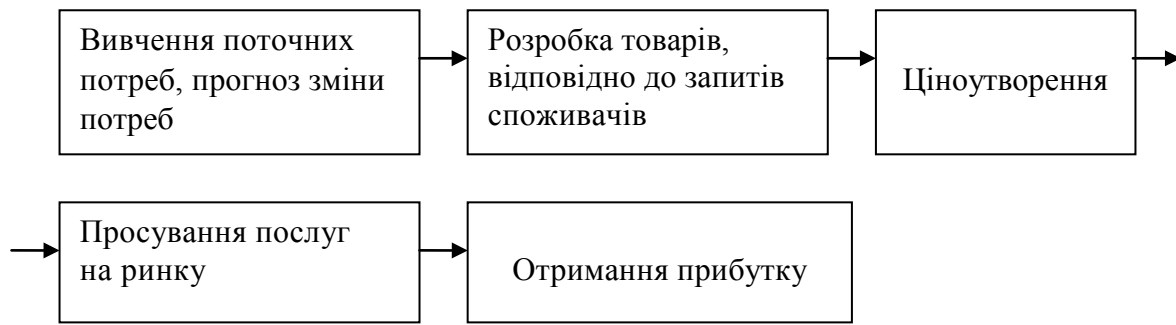 Вивчення поточних
потреб, прогноз зміни
потреб
Розробка товарів,
відповідно до запитів
споживачів
Ціноутворення
Просування послуг
на ринку
Отримання прибутку